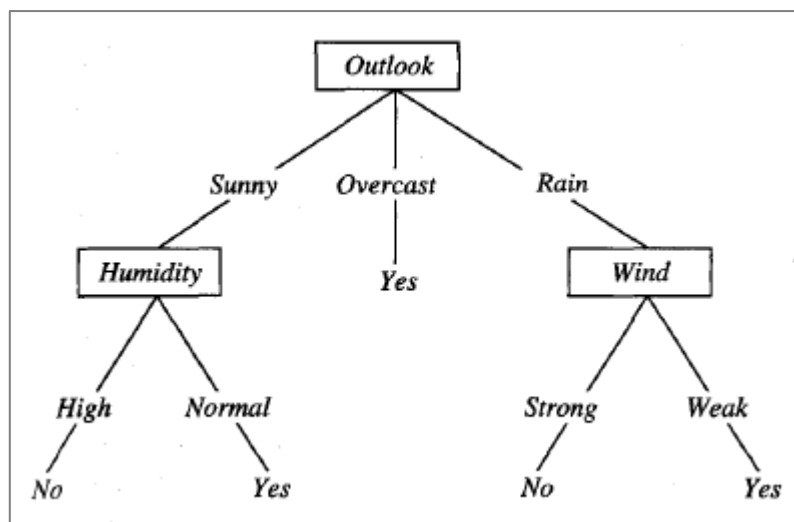 Outlook
Sunny Overcast Rain
Humidity Yes Wind
High Normal Strong Weak
No Yes No Yes